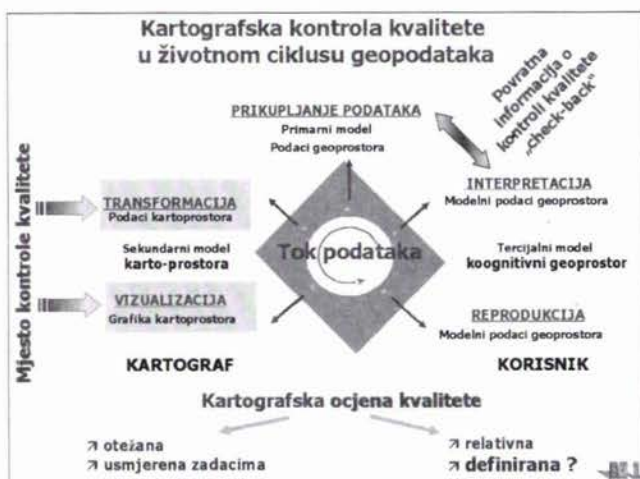 Kartografska kontrola kvalitete
u životnom ciklusu geopodataka
Povratna
informacija o
kontroli kvalitete
„check-back"
PRIKUPLJANJE PODATAKA
Primarni model
Podaci geoprostora
Mjesto kontrole kvalitete
TRANSFORMACIJA
Podaci kartoprostora
INTERPRETACIJA
Modelni podaci geoprostora
Sekundarni model
karto-prostora
Tok podataka
Tercijalni model
koognitivni geoprostor
VIZUALIZACIJA
Grafika kartoprostora
REPRODUKCIJA
Modelni podaci geoprostora
KARTOGRAF
KORISNIK
Kartografska ocjena kvalitete
otežana
usmjerena zadacima
relativna
definirana ?